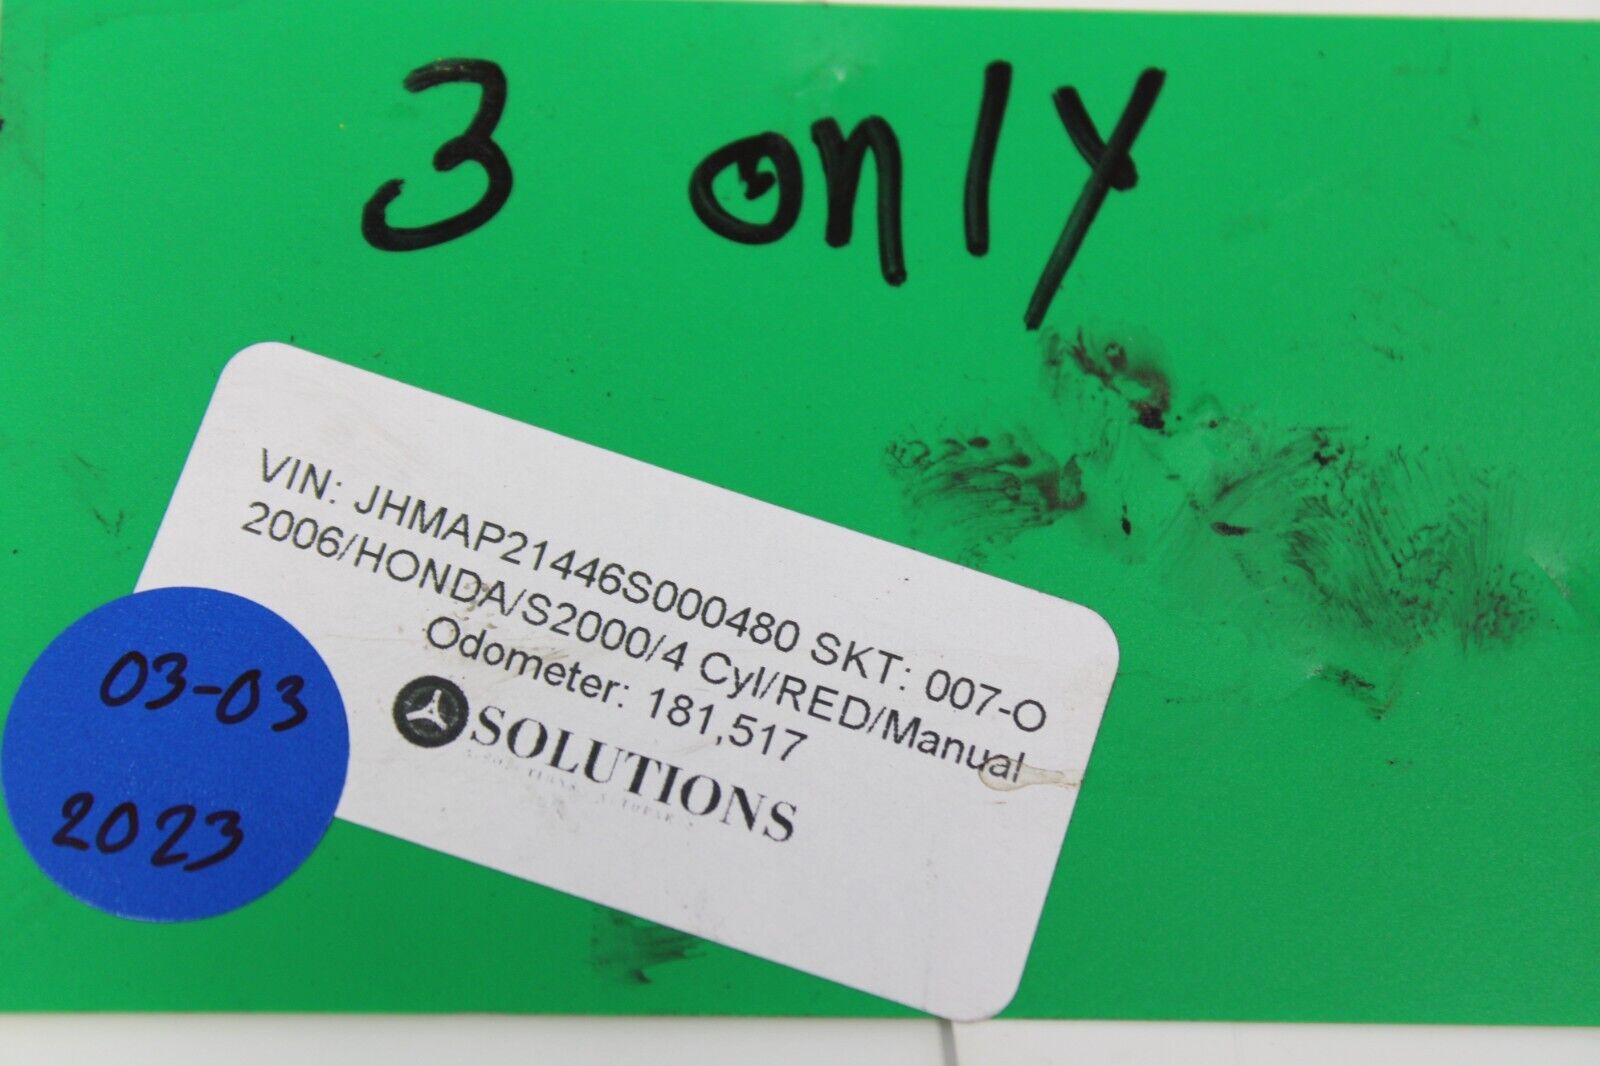 3 only
VIN: JHMAP21446S000480 SKT: 007-O
2006/HONDA/S2000/4 Cyl/RED/Manual
Odometer: 181,517
SOLUTIONS
03-03
2023